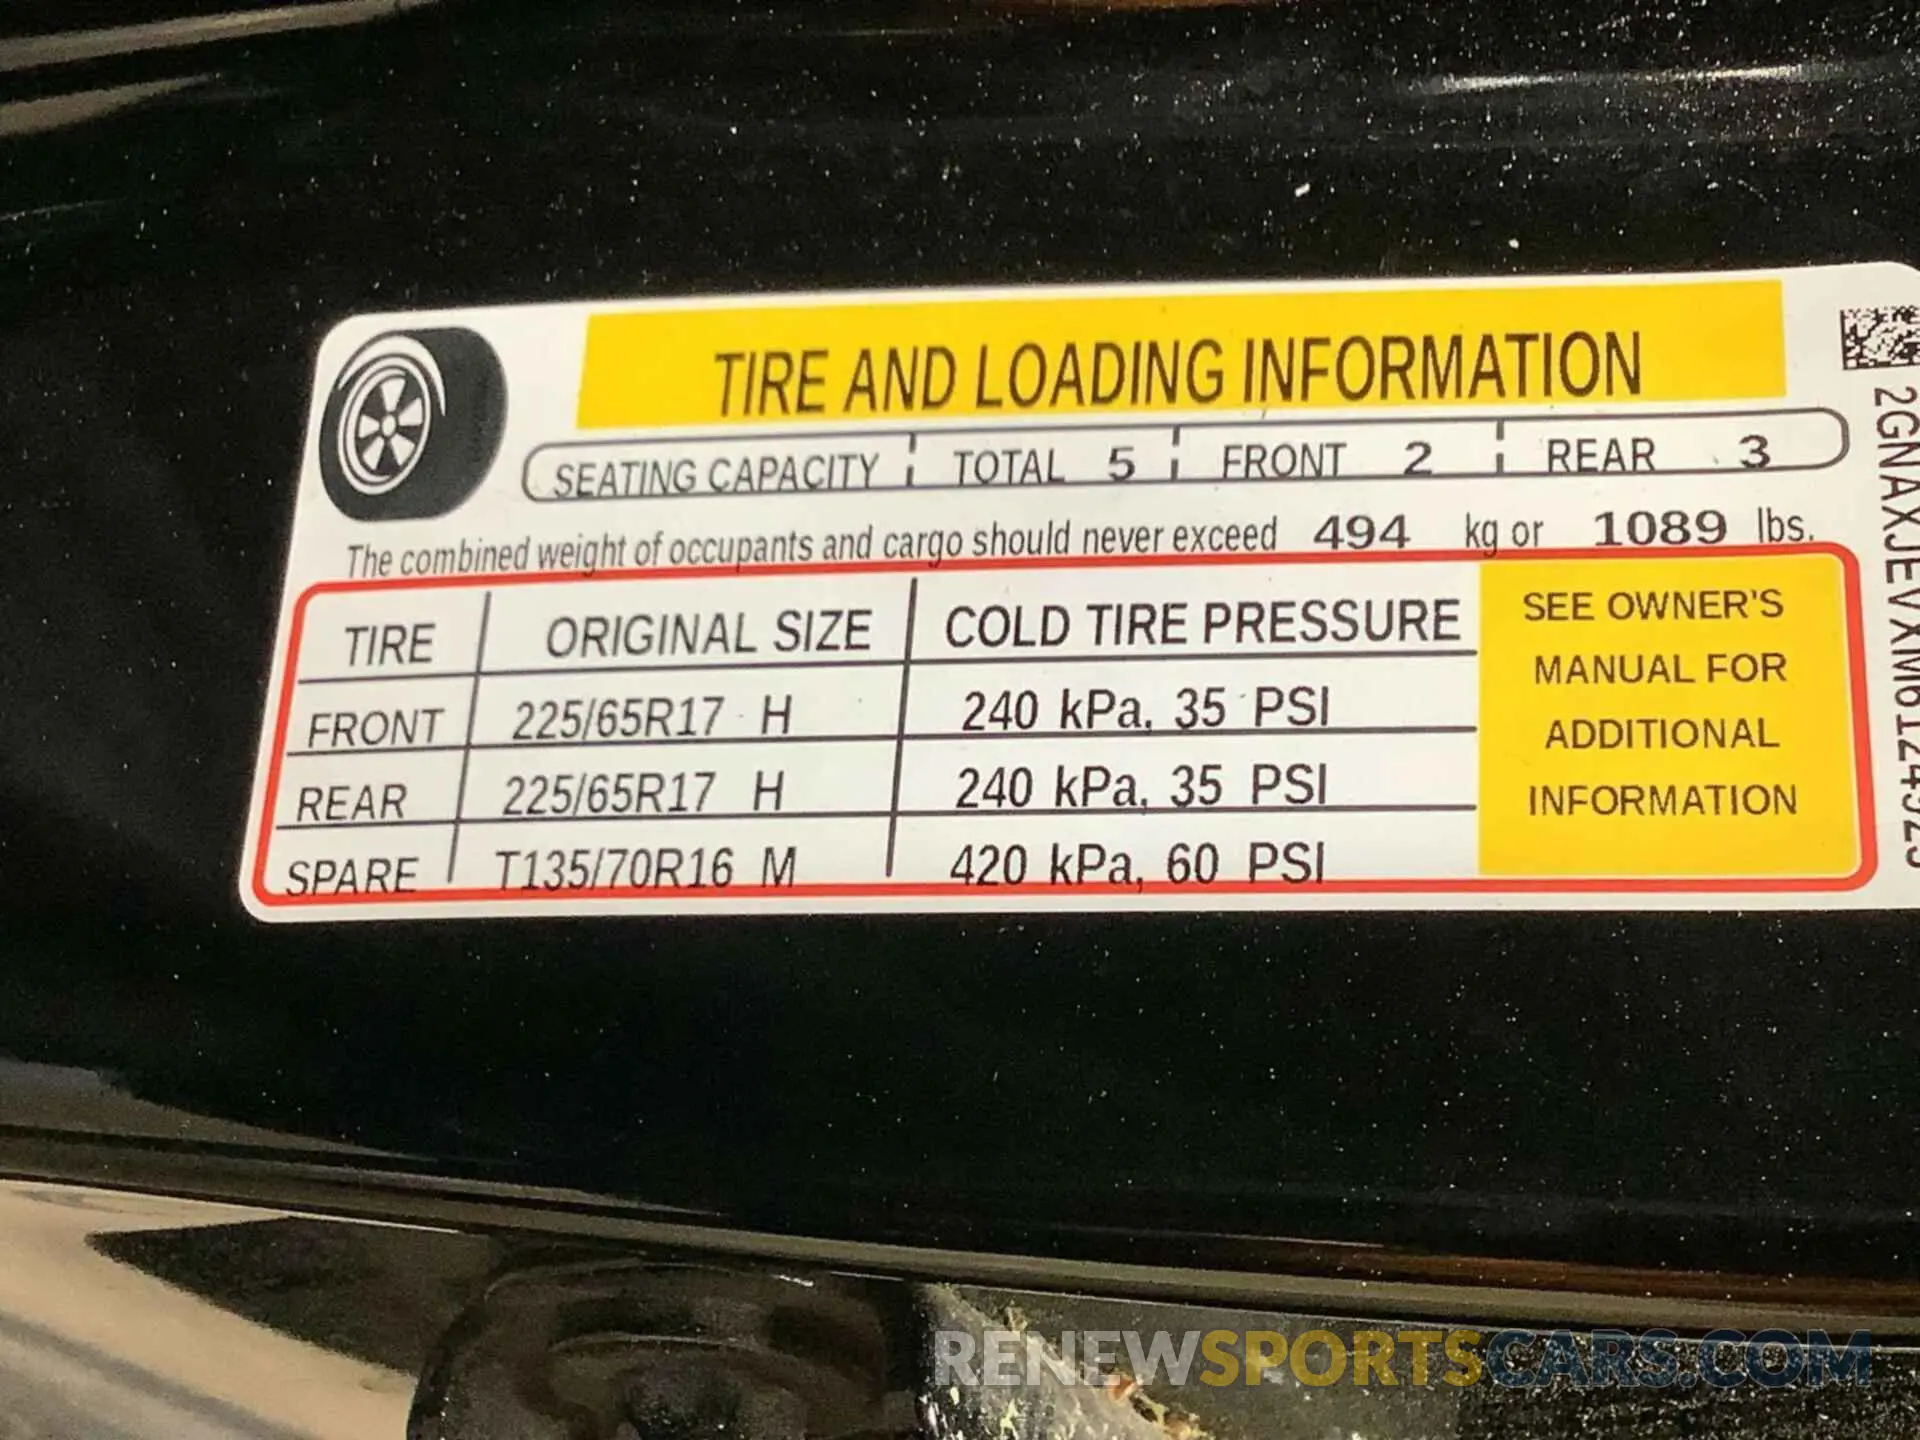 TIRE AND LOADING INFORMATION
SEATING CAPACITY TOTAL 5 FRONT 2 REAR 3
The combined weight of occupants and cargo should never exceed 494 kg or 1089 lbs.
TIRE ORIGINAL SIZE COLD TIRE PRESSURE
FRONT 225/65R17 H 240 kPa, 35 PSI
REAR 225/65R17 H 240 kPa, 35 PSI
SPARE T135/70R16 M 420 kPa, 60 PSI
SEE OWNER'S
MANUAL FOR
ADDITIONAL
INFORMATION
2GNAXJEVXM6124523
RENEWSPORTSCARS.COM